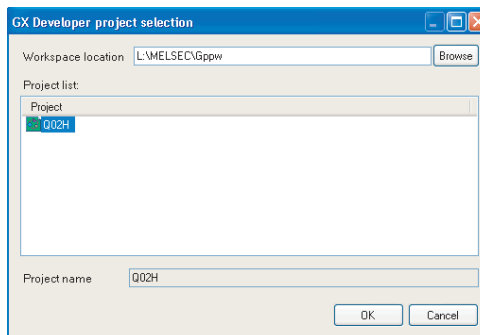 GX Developer project selection
Workspace location L:\MELSEC\Gppw Browse
Project list:
Project
Q02H
Project name Q02H
OK Cancel